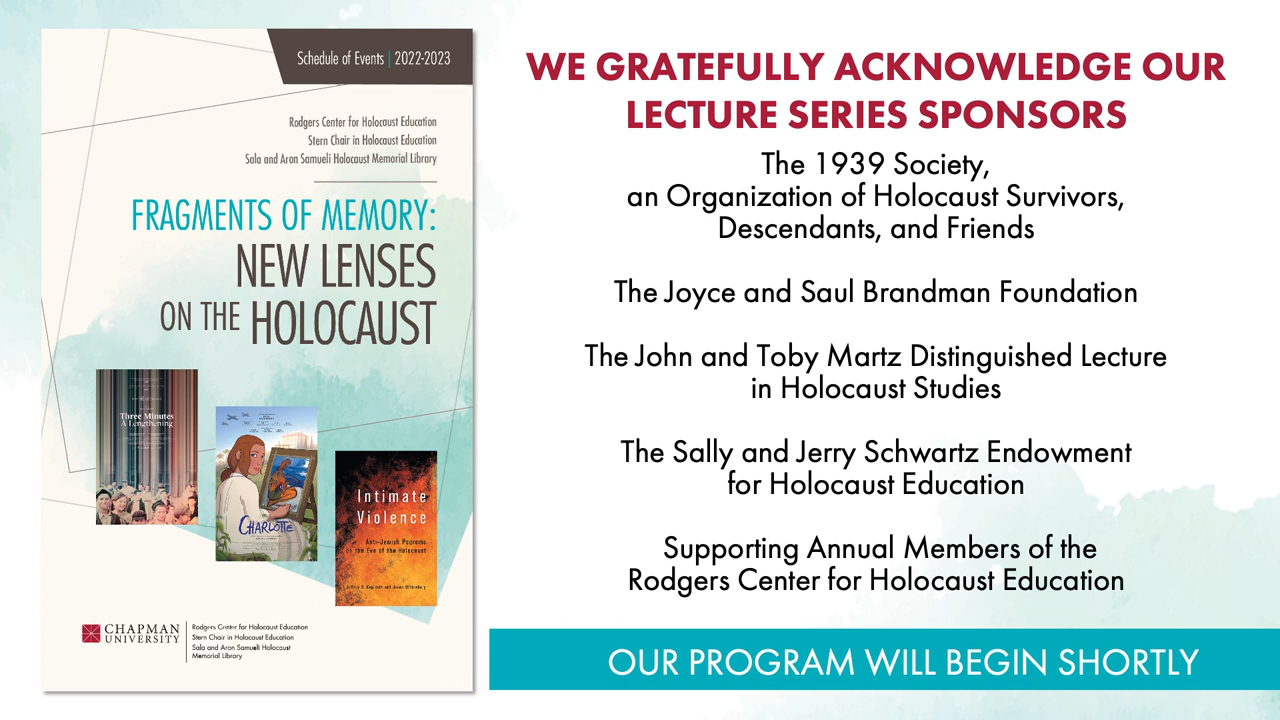 Schedule of Events | 2022-2023
Rodgers Center for Holocaust Education
Stern Chair in Holocaust Education
Sala and Aron Samueli Holocaust Memorial Library
FRAGMENTS OF MEMORY:
NEW LENSES
ON THE HOLOCAUST
Three Minutes
A Lengthening
CHARLOTTE
Intimate
Violence
Anti-Jewish Pogroms
on the Eve of the Holocaust
Jeffrey S. Kopstein and Jason Wittenberg
CHAPMAN
UNIVERSITY
Rodgers Center for Holocaust Education
Stern Chair in Holocaust Education
Sala and Aron Samueli Holocaust
Memorial Library
WE GRATEFULLY ACKNOWLEDGE OUR
LECTURE SERIES SPONSORS
The 1939 Society,
an Organization of Holocaust Survivors,
Descendants, and Friends
The Joyce and Saul Brandman Foundation
The John and Toby Martz Distinguished Lecture
in Holocaust Studies
The Sally and Jerry Schwartz Endowment
for Holocaust Education
Supporting Annual Members of the
Rodgers Center for Holocaust Education
OUR PROGRAM WILL BEGIN SHORTLY